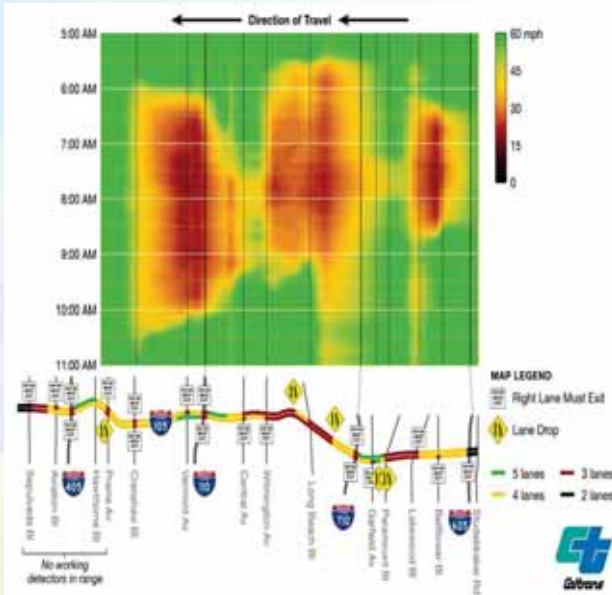 Direction of Travel
5:00 AM
6:00 AM
7:00 AM
8:00 AM
9:00 AM
10:00 AM
11:00 AM
60 mph
45
30
15
0
MAP LEGEND
Right Lane Must Exit
Lane Drop
5 lanes
3 lanes
4 lanes
2 lanes
105
405
110
710
605
Sepulveda Bl
Aviation Bl
Hawthorne Bl
Prairie Av
Crenshaw Bl
Vermont Av
Central Av
Wilmington Av
Long Beach Bl
Garfield Av
Paramount Bl
Lakewood Bl
Bellflower Bl
Studebaker Rd
No working
detectors in range
Caltrans